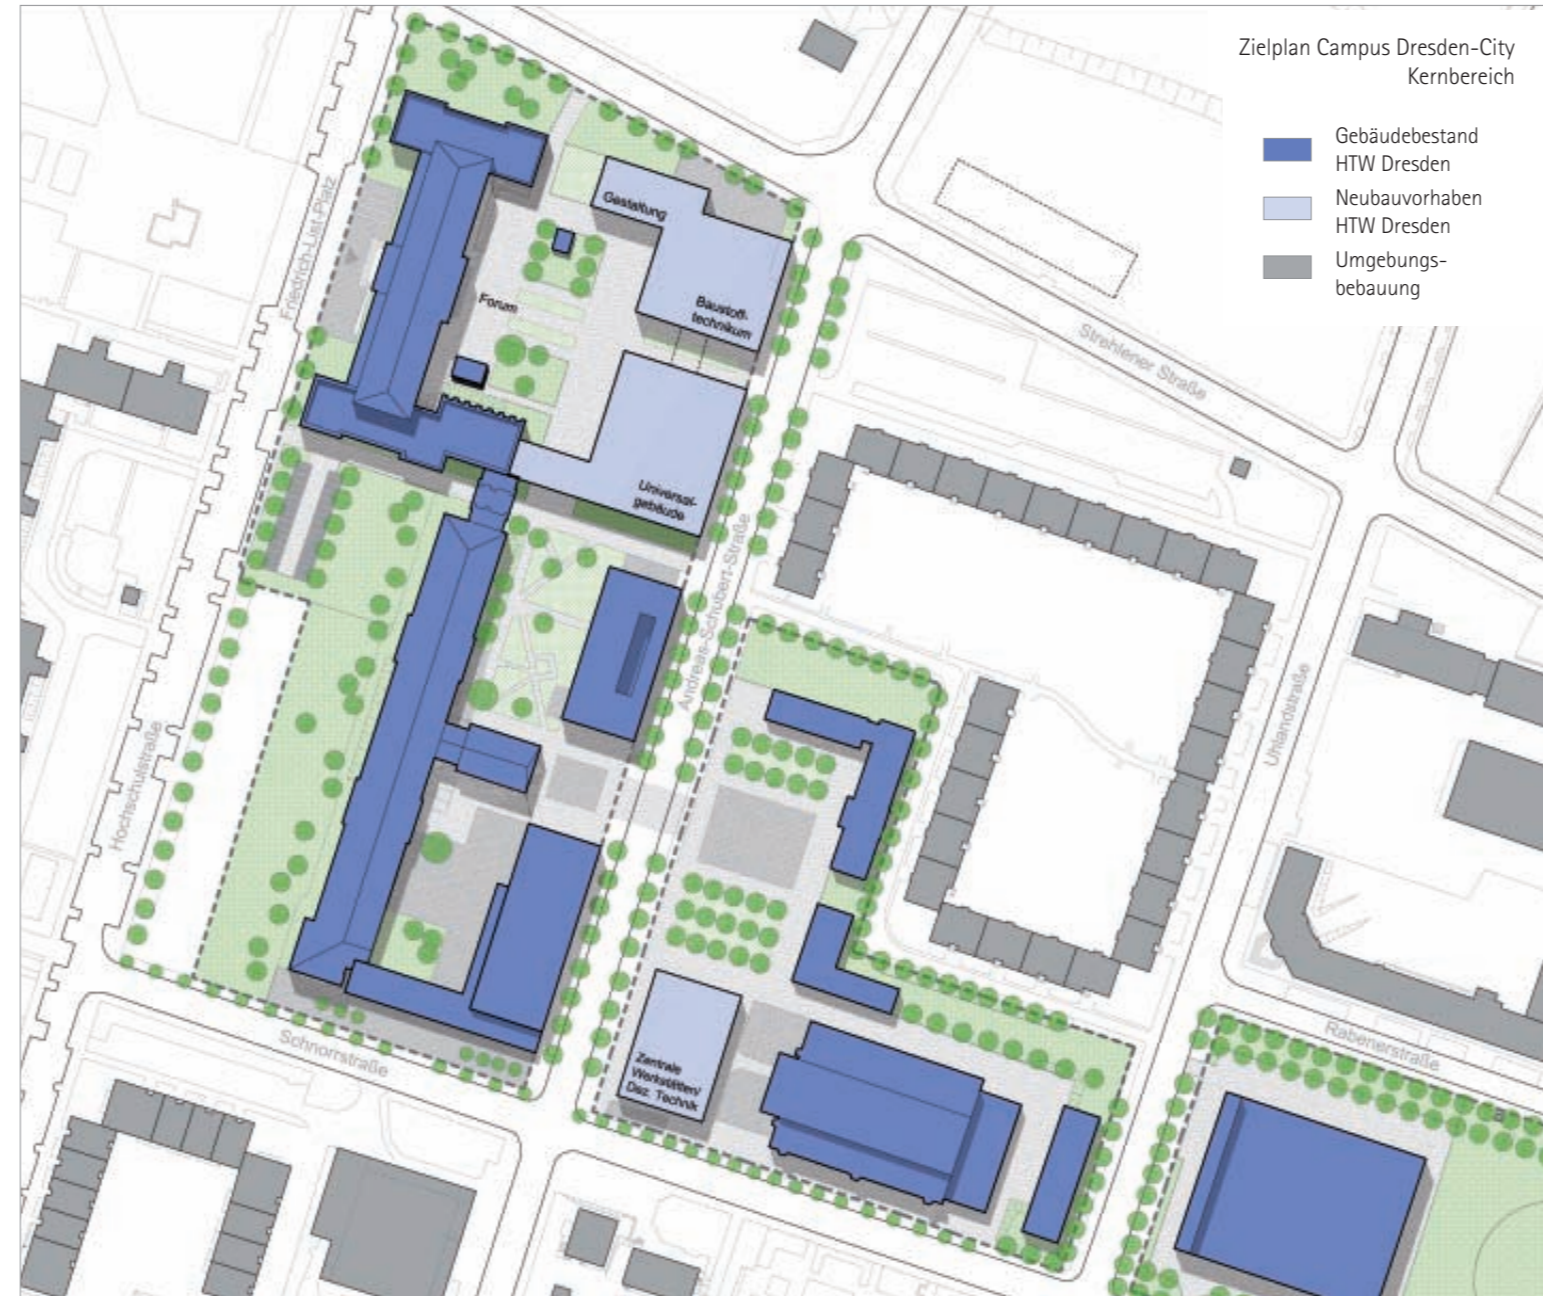 Zielplan Campus Dresden-City
Kernbereich
Gebäudebestand
HTW Dresden
Neubauvorhaben
HTW Dresden
Umgebungs-
bebauung
Friedrich-List-Platz
Gestaltung
Forum
Baustoff-
technikum
Strehlener Straße
Universal-
gebäude
Andreas-Schubert-Straße
Uhlandstraße
Hochschulstraße
Schnorrstraße
Zentrale
Werkstätten/
Dez. Technik
Rabenerstraße